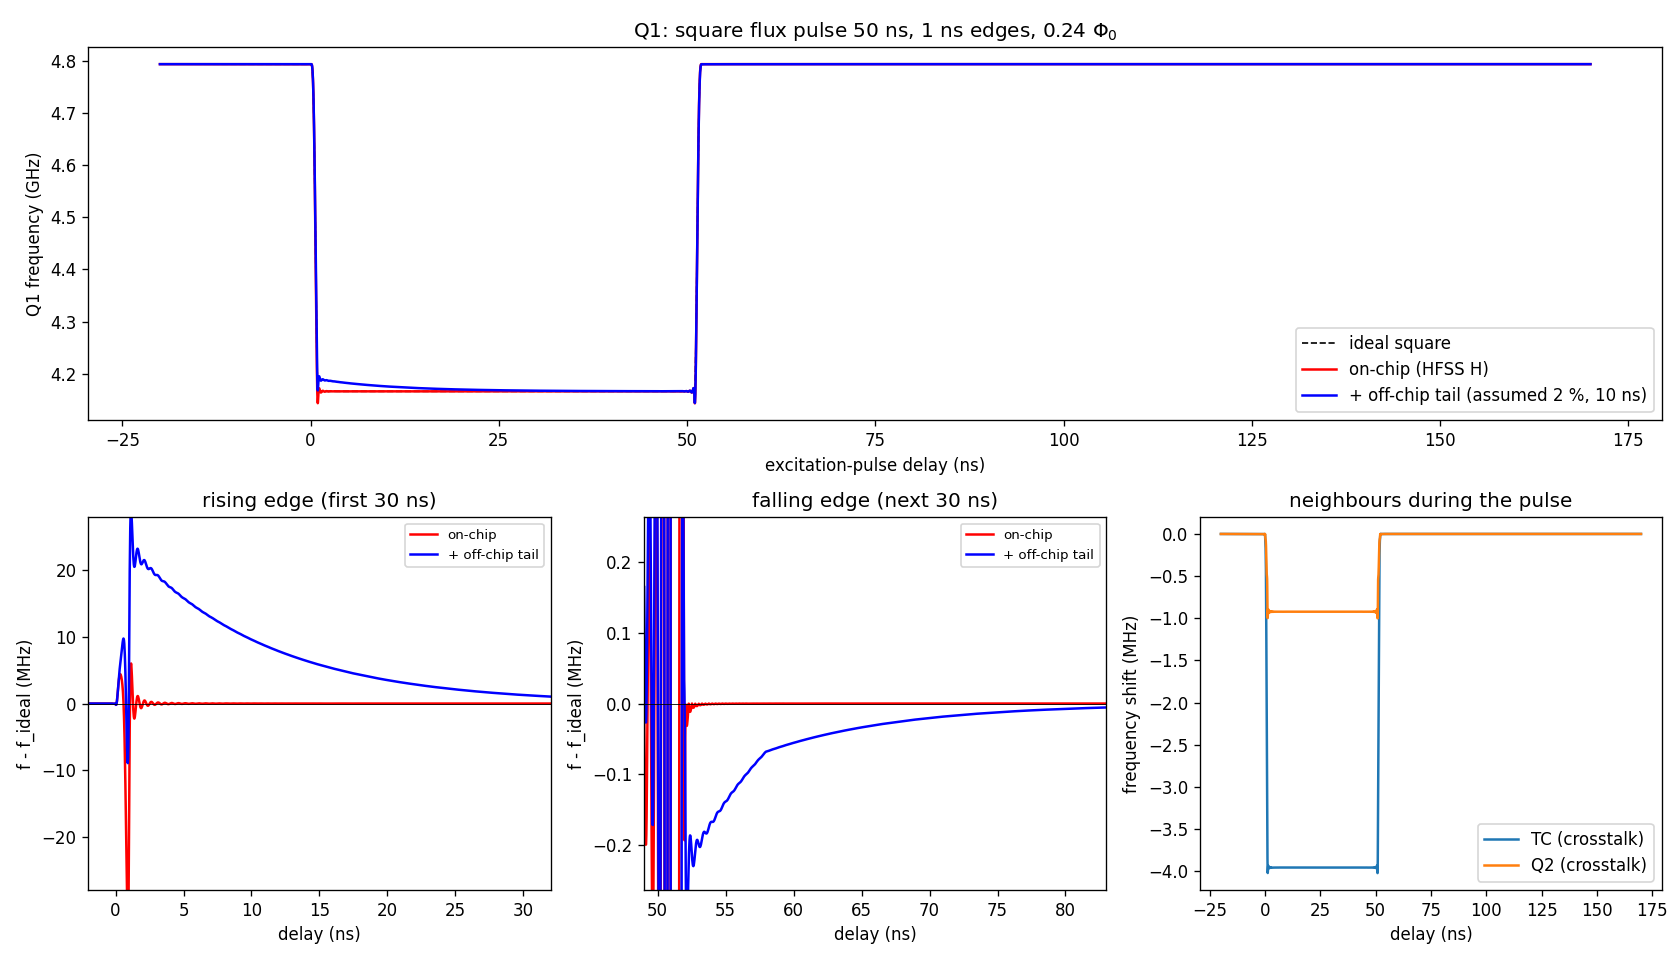 Q1: square flux pulse 50 ns, 1 ns edges, 0.24 Φ₀
Q1 frequency (GHz)
4.8
4.7
4.6
4.5
4.4
4.3
4.2
ideal square
on-chip (HFSS H)
+ off-chip tail (assumed 2 %, 10 ns)
−25
0
25
50
75
100
125
150
175
excitation-pulse delay (ns)
rising edge (first 30 ns)
f - f_ideal (MHz)
20
10
0
−10
−20
on-chip
+ off-chip tail
0
5
10
15
20
25
30
delay (ns)
falling edge (next 30 ns)
f - f_ideal (MHz)
0.2
0.1
0.0
−0.1
−0.2
on-chip
+ off-chip tail
50
55
60
65
70
75
80
delay (ns)
neighbours during the pulse
frequency shift (MHz)
0.0
−0.5
−1.0
−1.5
−2.0
−2.5
−3.0
−3.5
−4.0
TC (crosstalk)
Q2 (crosstalk)
−25
0
25
50
75
100
125
150
175
delay (ns)